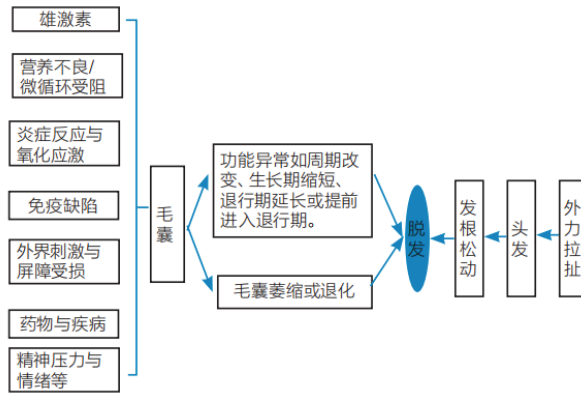 雄激素
营养不良/
微循环受阻
炎症反应与
氧化应激
免疫缺陷
外界刺激与
屏障受损
药物与疾病
精神压力与
情绪等
毛囊
功能异常如周期改
变、生长期缩短、
退行期延长或提前
进入退行期。
毛囊萎缩或退化
脱发
发根松动
头发
外力拉扯